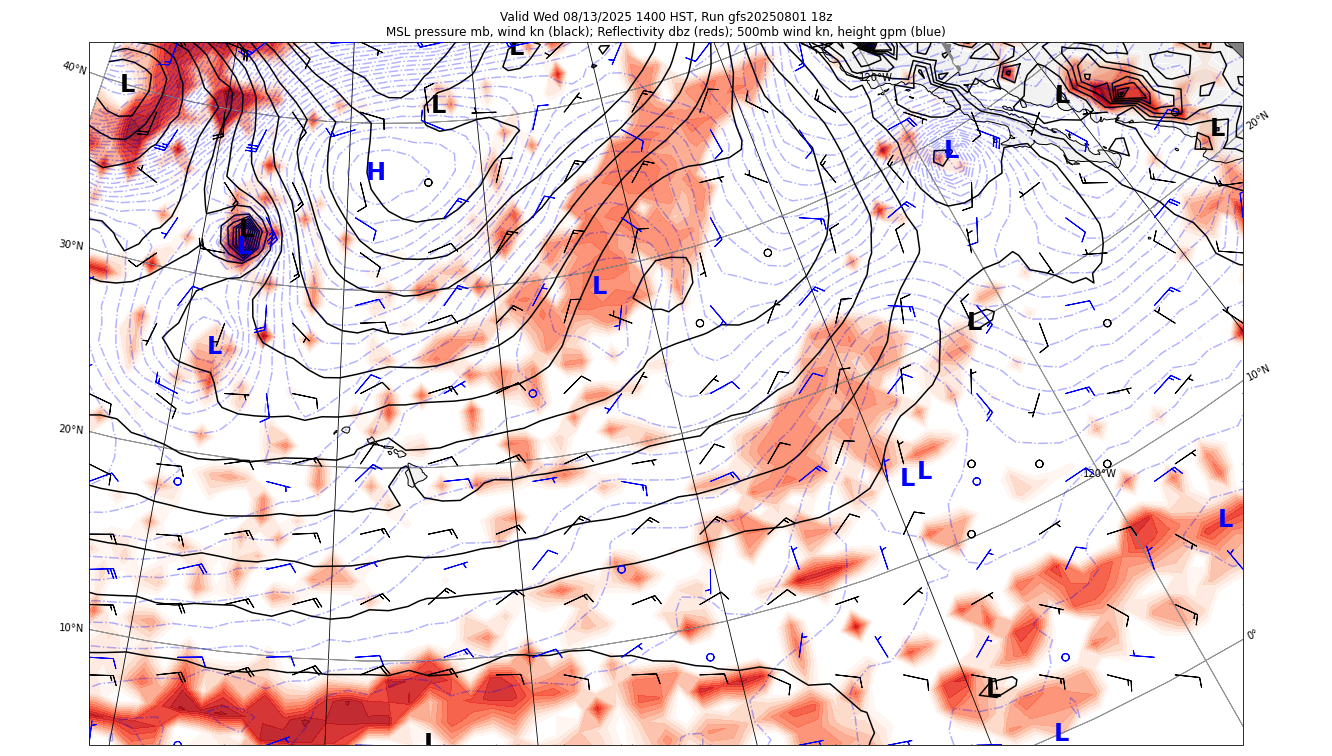 Valid Wed 08/13/2025 1400 HST, Run gfs20250801 18z
MSL pressure mb, wind kn (black); Reflectivity dbz (reds); 500mb wind kn, height gpm (blue)
L
40°N
120°W
L
L
L
20°N
L
L
H
L
30°N
L
L
L
L
L
10°N
20°N
L
L
120°W
L
10°N
0°
L
L
L